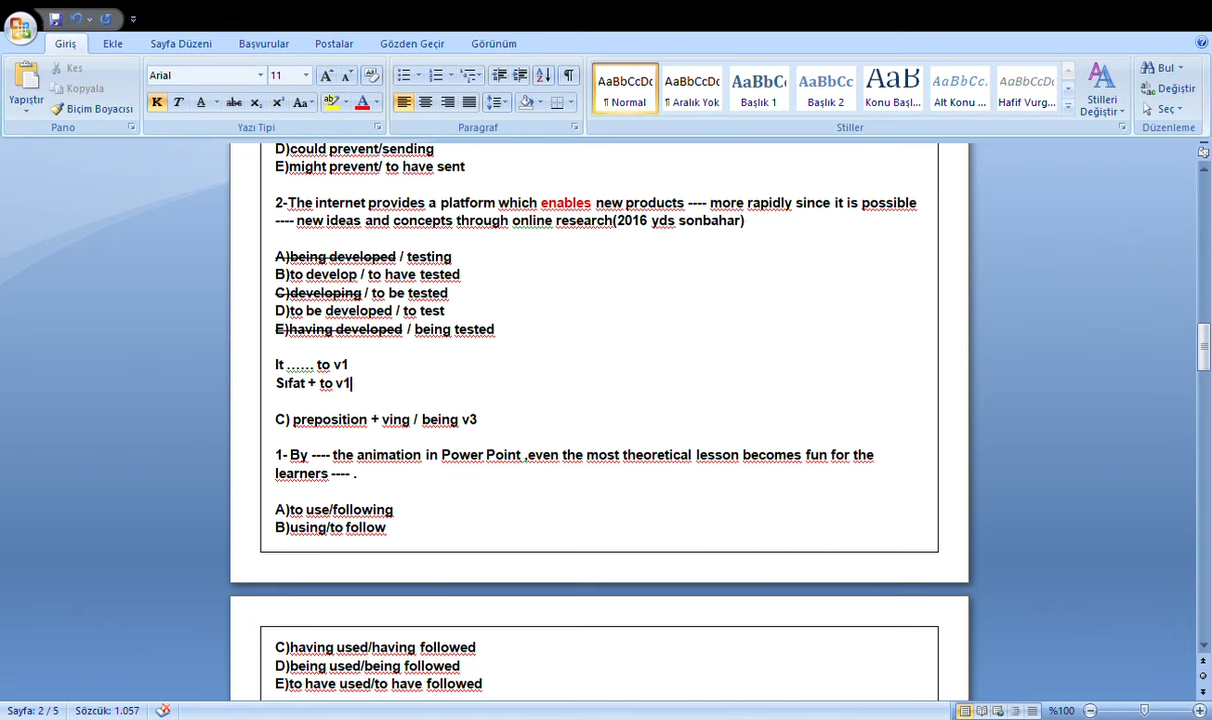 Giriş Ekle Sayfa Düzeni Başvurular Postalar Gözden Geçir Görünüm
Yapıştır
Kes
Kopyala
Biçim Boyacısı
Pano
Arial 11
K T A abc x₂ x² Aa
Yazı Tipi
Paragraf
AaBbCcDc AaBbCcDc AaBbCc AaBbCc AaB AaBbCc. AaBbCcDc
¶ Normal ¶ Aralık Yok Başlık 1 Başlık 2 Konu Başl... Alt Konu ... Hafif Vurg...
Stilleri Değiştir
Stiller
Bul
Değiştir
Seç
Düzenleme
D)could prevent/sending
E)might prevent/ to have sent
2-The internet provides a platform which enables new products ---- more rapidly since it is possible
---- new ideas and concepts through online research(2016 yds sonbahar)
A)being developed / testing
B)to develop / to have tested
C)developing / to be tested
D)to be developed / to test
E)having developed / being tested
It …… to v1
Sıfat + to v1
C) preposition + ving / being v3
1- By ---- the animation in Power Point ,even the most theoretical lesson becomes fun for the
learners ---- .
A)to use/following
B)using/to follow
C)having used/having followed
D)being used/being followed
E)to have used/to have followed
Sayfa: 2 / 5 Sözcük: 1.057 %100